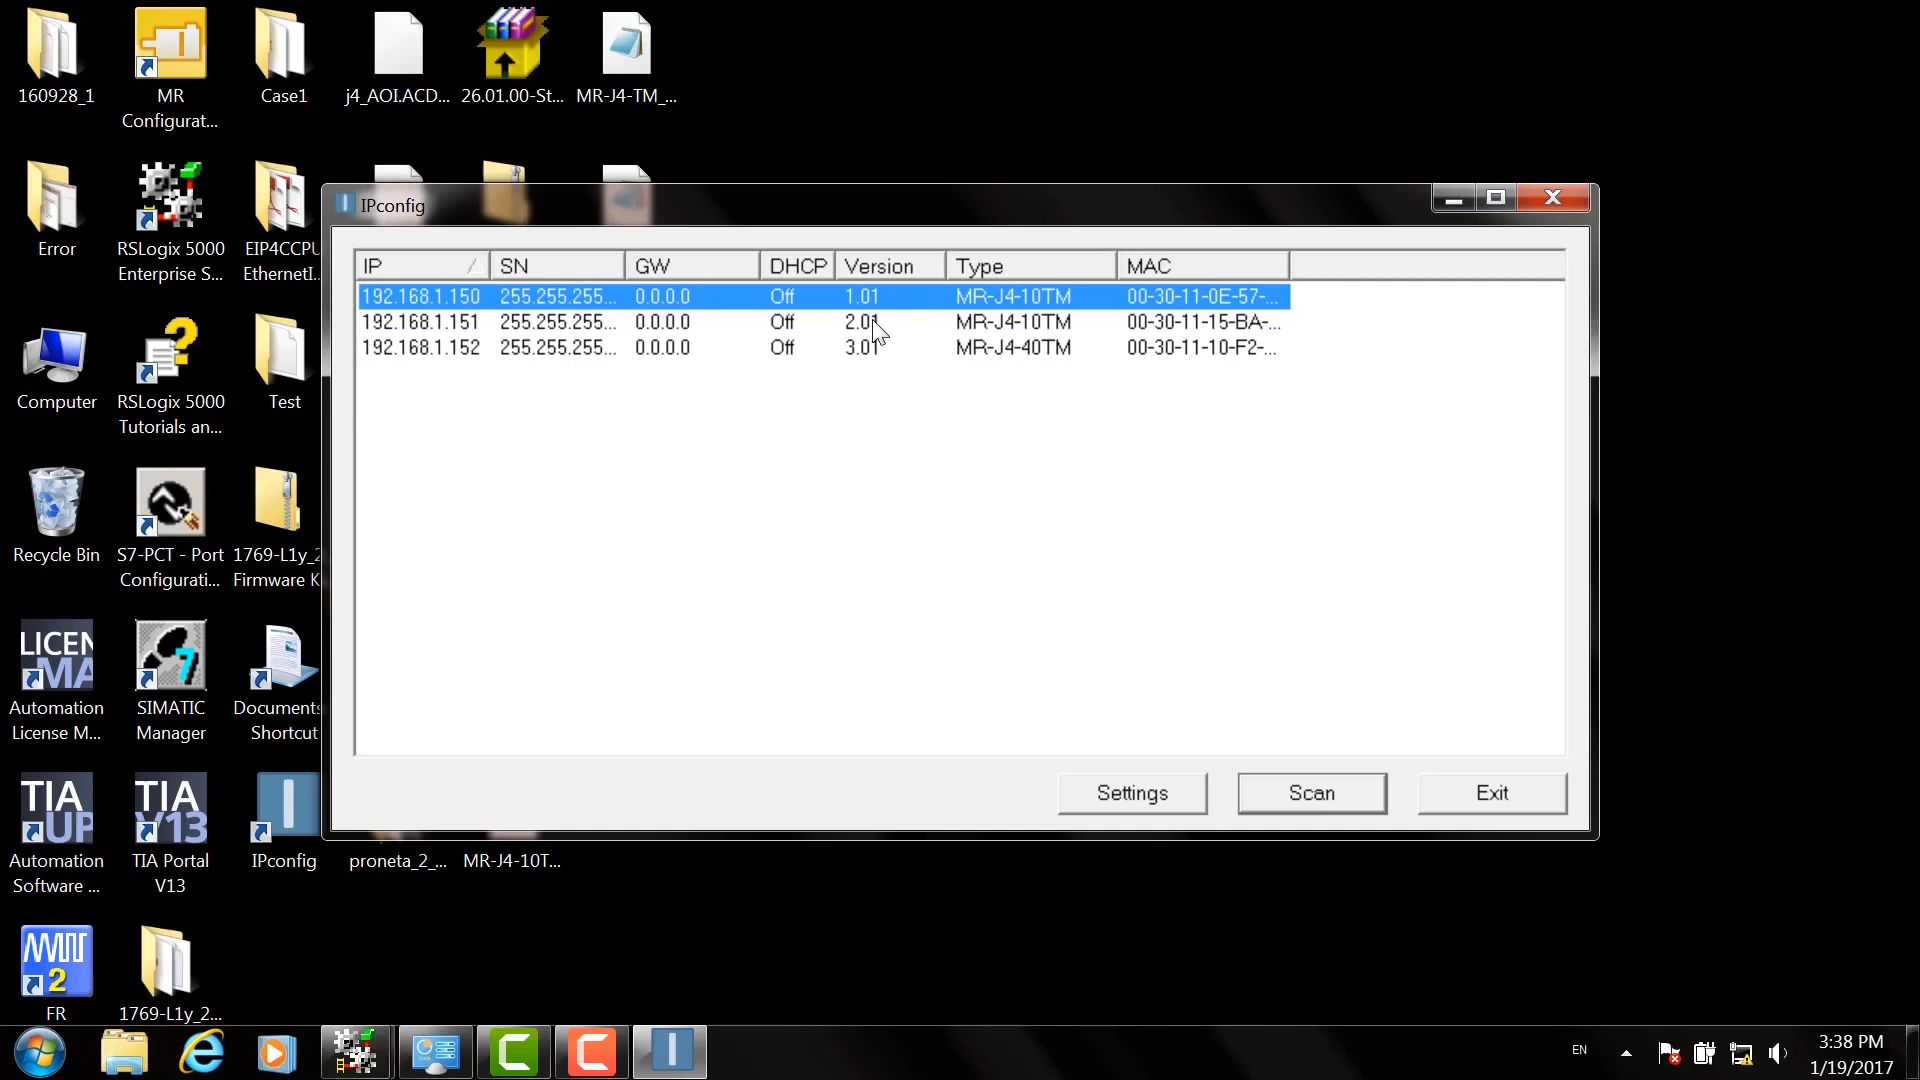 160928_1
MR
Configurat...
Case1
j4_AOI.ACD...
26.01.00-St...
MR-J4-TM_...
Error
RSLogix 5000
Enterprise S...
EIP4CCPU
EthernetI...
Computer
RSLogix 5000
Tutorials an...
Test
Recycle Bin
S7-PCT - Port
Configurati...
1769-L1y_2
Firmware K
LICEN
MA
Automation
License M...
7
SIMATIC
Manager
Documents
Shortcut
TIA
UP
Automation
Software ...
TIA
V13
TIA Portal
V13
IPconfig
proneta_2_...
MR-J4-10T...
2
FR
1769-L1y_2...
IPconfig
IP SN GW DHCP Version Type MAC
192.168.1.150 255.255.255... 0.0.0.0 Off 1.01 MR-J4-10TM 00-30-11-0E-57-...
192.168.1.151 255.255.255... 0.0.0.0 Off 2.01 MR-J4-10TM 00-30-11-15-BA-...
192.168.1.152 255.255.255... 0.0.0.0 Off 3.01 MR-J4-40TM 00-30-11-10-F2-...
Settings
Scan
Exit
EN
3:38 PM
1/19/2017